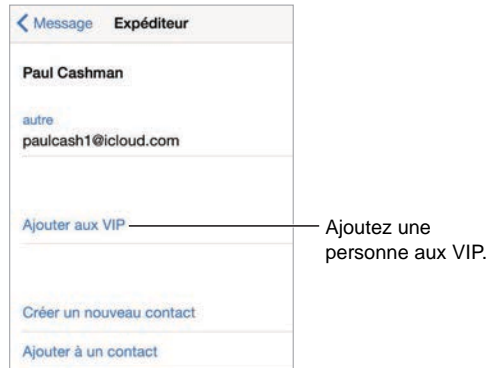 Message Expéditeur
Paul Cashman
autre
paulcash1@icloud.com
Ajouter aux VIP
Ajoutez une
personne aux VIP.
Créer un nouveau contact
Ajouter à un contact